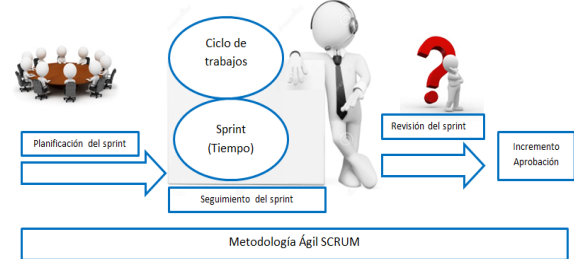 Ciclo de
trabajos
Sprint
(Tiempo)
Planificación del sprint
Revisión del sprint
Incremento
Aprobación
Seguimiento del sprint
Metodología Ágil SCRUM